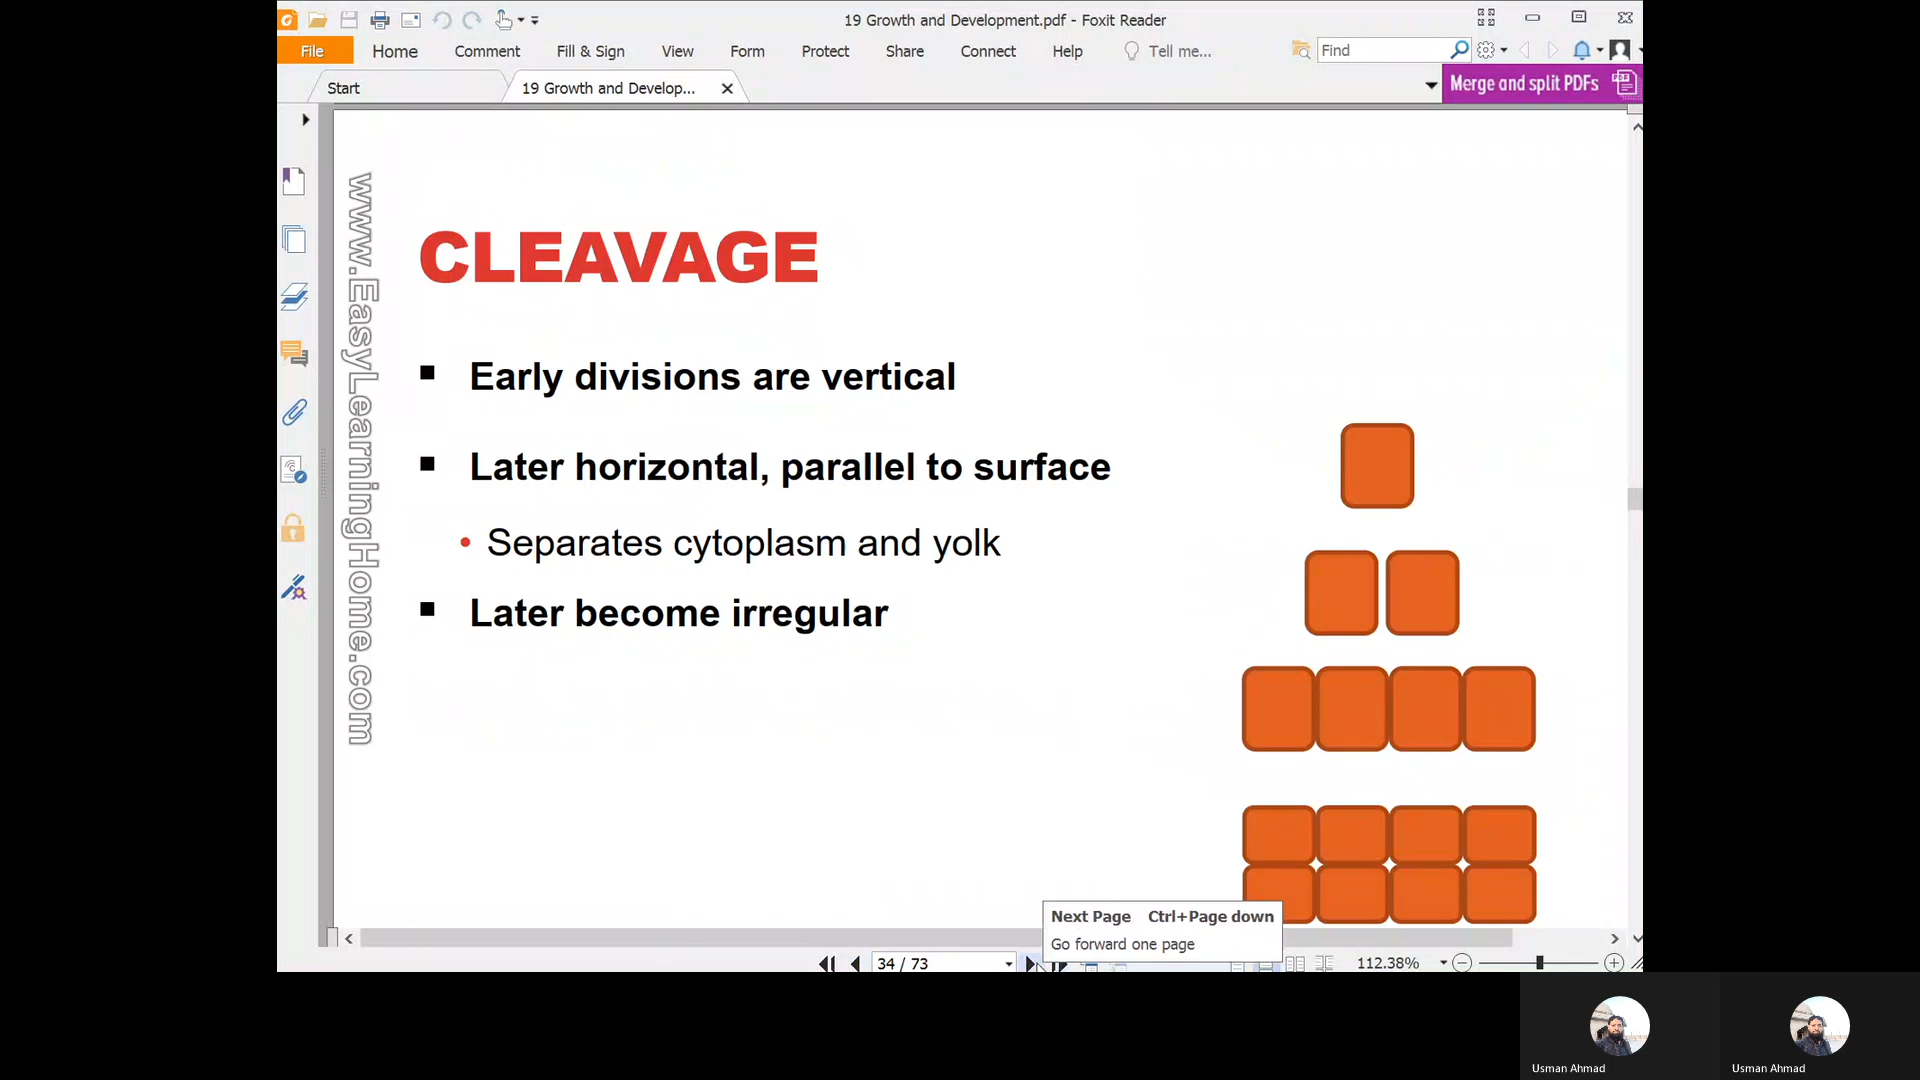 19 Growth and Development.pdf - Foxit Reader
File Home Comment Fill & Sign View Form Protect Share Connect Help Tell me... Find
Start 19 Growth and Develop... Merge and split PDFs
www.EasyLearningHome.com
CLEAVAGE
Early divisions are vertical
Later horizontal, parallel to surface
Separates cytoplasm and yolk
Later become irregular
Next Page Ctrl+Page down
Go forward one page
34 / 73 112.38%
Usman Ahmad Usman Ahmad